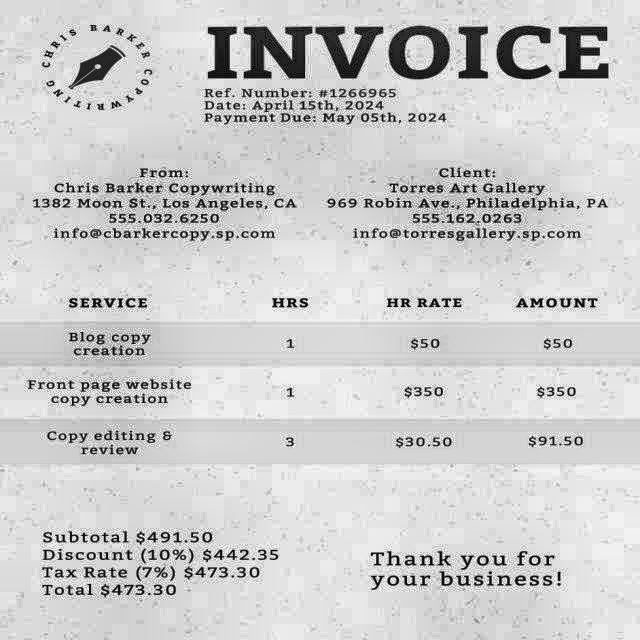 CHRIS BARKER COPYWRITING
INVOICE
Ref. Number: #1266965
Date: April 15th, 2024
Payment Due: May 05th, 2024
From:
Chris Barker Copywriting
1382 Moon St., Los Angeles, CA
555.032.6250
info@cbarkercopy.sp.com
Client:
Torres Art Gallery
969 Robin Ave., Philadelphia, PA
555.162.0263
info@torresgallery.sp.com
SERVICE HRS HR RATE AMOUNT
Blog copy
creation 1 $50 $50
Front page website
copy creation 1 $350 $350
Copy editing &
review 3 $30.50 $91.50
Subtotal $491.50
Discount (10%) $442.35
Tax Rate (7%) $473.30
Total $473.30
Thank you for
your business!